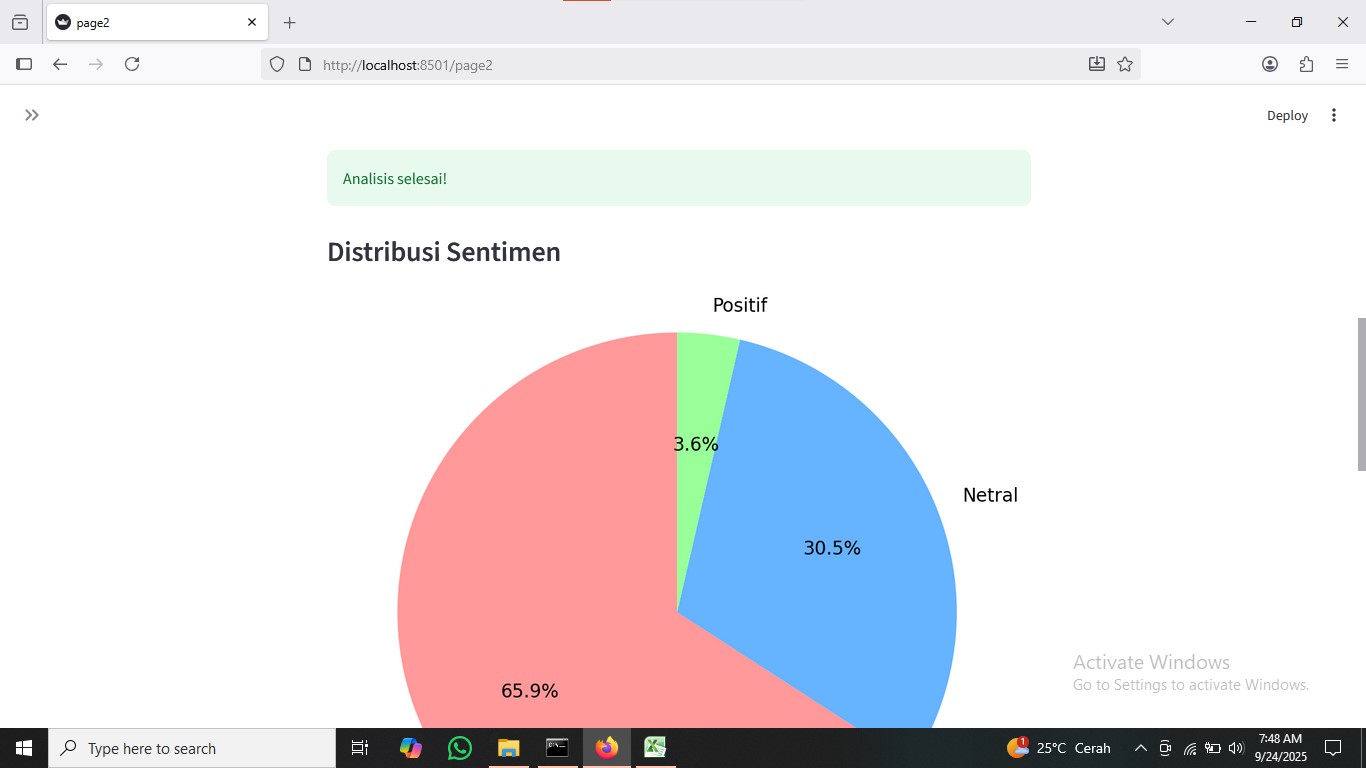 page2
http://localhost:8501/page2
Deploy
Analisis selesai!
Distribusi Sentimen
Positif
3.6%
Netral
30.5%
65.9%
Activate Windows
Go to Settings to activate Windows.
Type here to search
1
25°C Cerah
7:48 AM
9/24/2025